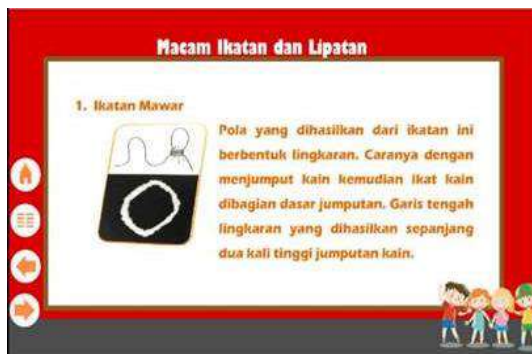 Macam Ikatan dan Lipatan
1. Ikatan Mawar
Pola yang dihasilkan dari ikatan ini
berbentuk lingkaran. Caranya dengan
menjumput kain kemudian ikat kain
dibagian dasar jumputan. Garis tengah
lingkaran yang dihasilkan sepanjang
dua kali tinggi jumputan kain.